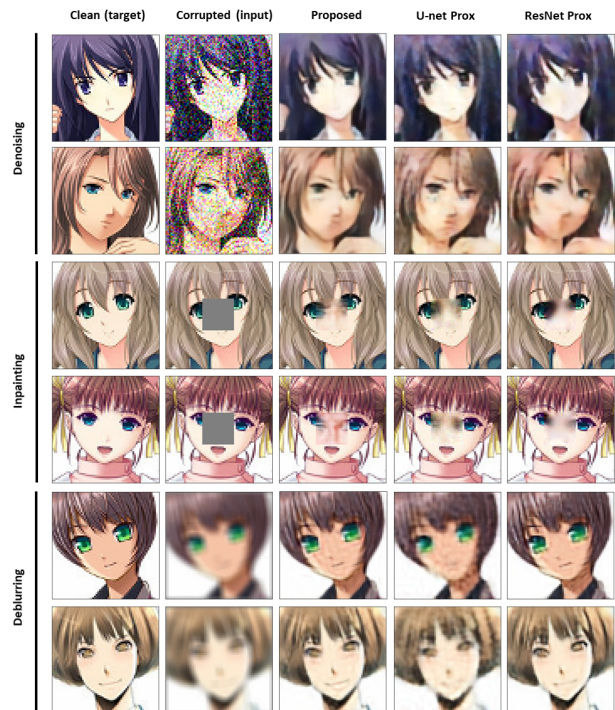 Clean (target) Corrupted (input) Proposed U-net Prox ResNet Prox
Denoising
Inpainting
Deblurring